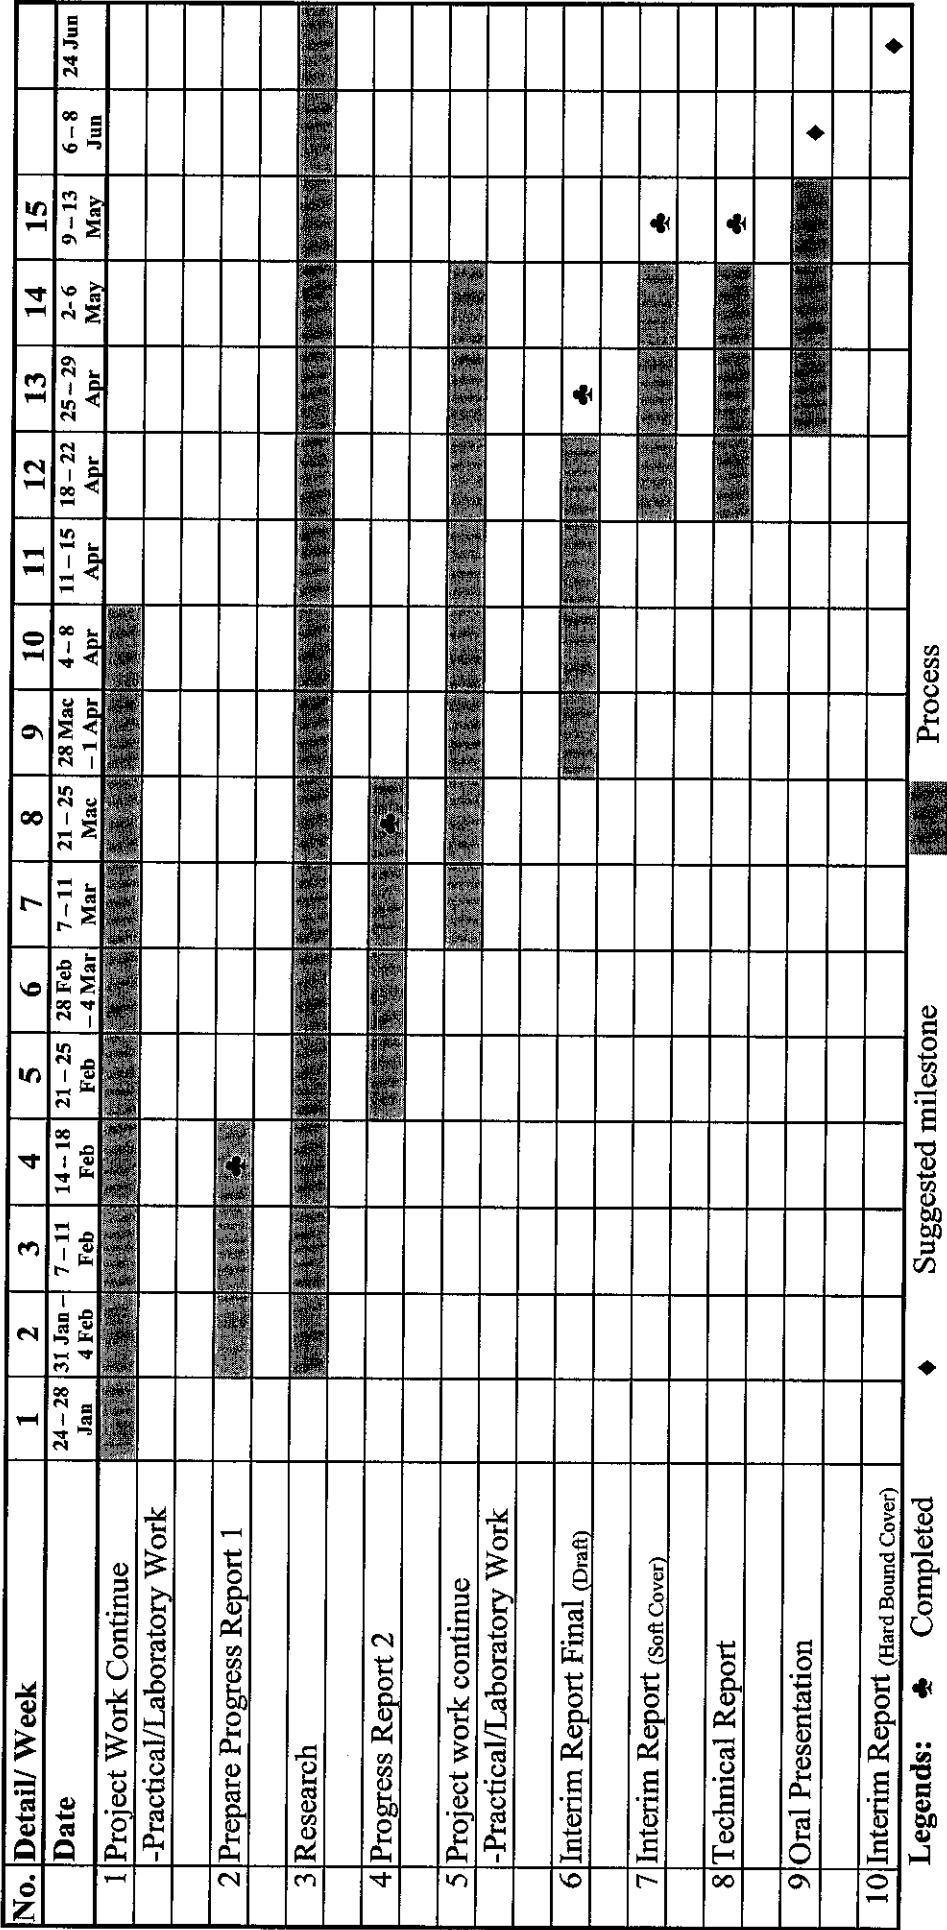 No. Detail/ Week 1 2 3 4 5 6 7 8 9 10 11 12 13 14 15
Date 24 – 28 Jan 31 Jan – 4 Feb 7 – 11 Feb 14 – 18 Feb 21 – 25 Feb 28 Feb – 4 Mar 7 – 11 Mar 21 – 25 Mac 28 Mac – 1 Apr 4 – 8 Apr 11 – 15 Apr 18 – 22 Apr 25 – 29 Apr 2- 6 May 9 – 13 May 6 – 8 Jun 24 Jun
1 Project Work Continue
-Practical/Laboratory Work
2 Prepare Progress Report 1 ♣
3 Research
4 Progress Report 2 ♣
5 Project work continue
-Practical/Laboratory Work
6 Interim Report Final (Draft) ♣
7 Interim Report (Soft Cover) ♣
8 Technical Report ♣
9 Oral Presentation ♦
10 Interim Report (Hard Bound Cover) ♦
Legends: ♣ Completed ♦ Suggested milestone Process